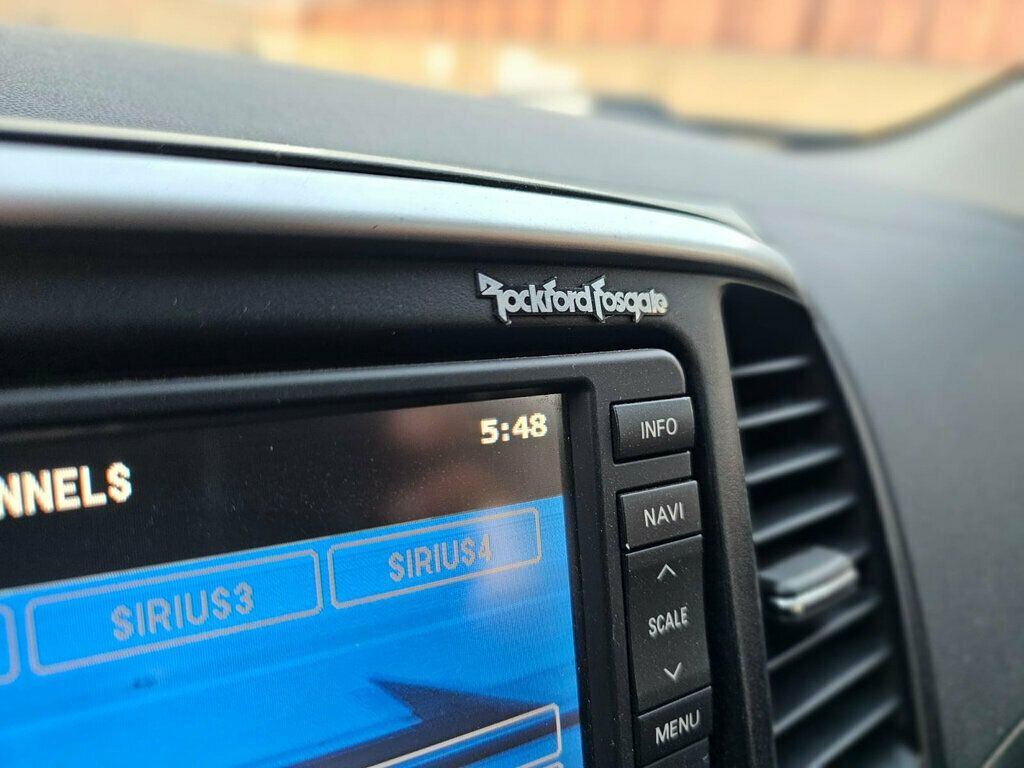 Rockford Fosgate
5:48
NNELS
SIRIUS3
SIRIUS4
INFO
NAVI
SCALE
MENU